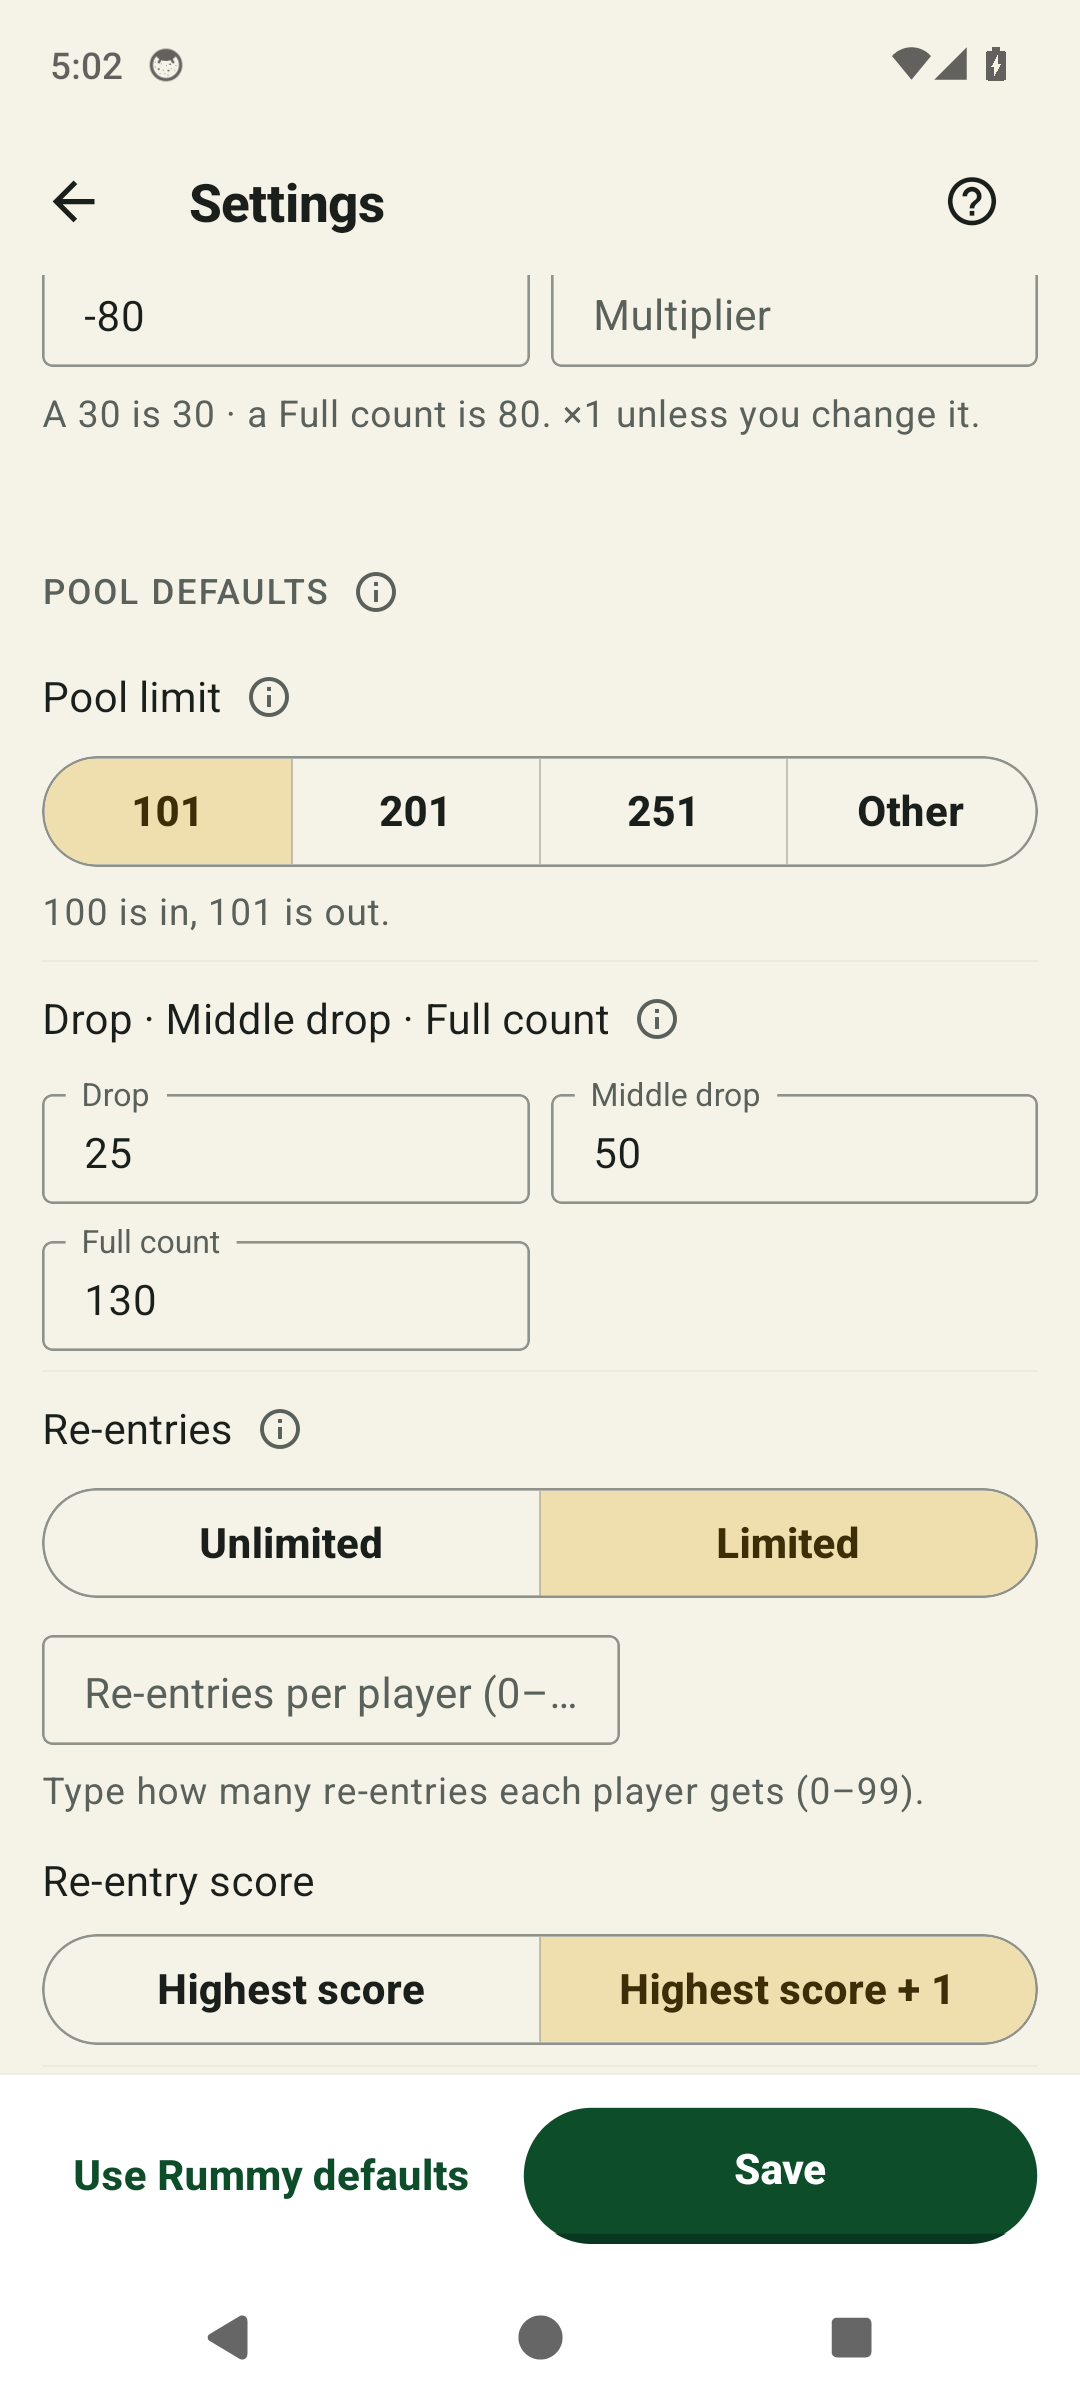 5:02
Settings
-80
Multiplier
A 30 is 30 · a Full count is 80. ×1 unless you change it.
POOL DEFAULTS
Pool limit
101
201
251
Other
100 is in, 101 is out.
Drop · Middle drop · Full count
Drop
25
Middle drop
50
Full count
130
Re-entries
Unlimited
Limited
Re-entries per player (0–…
Type how many re-entries each player gets (0–99).
Re-entry score
Highest score
Highest score + 1
Use Rummy defaults
Save